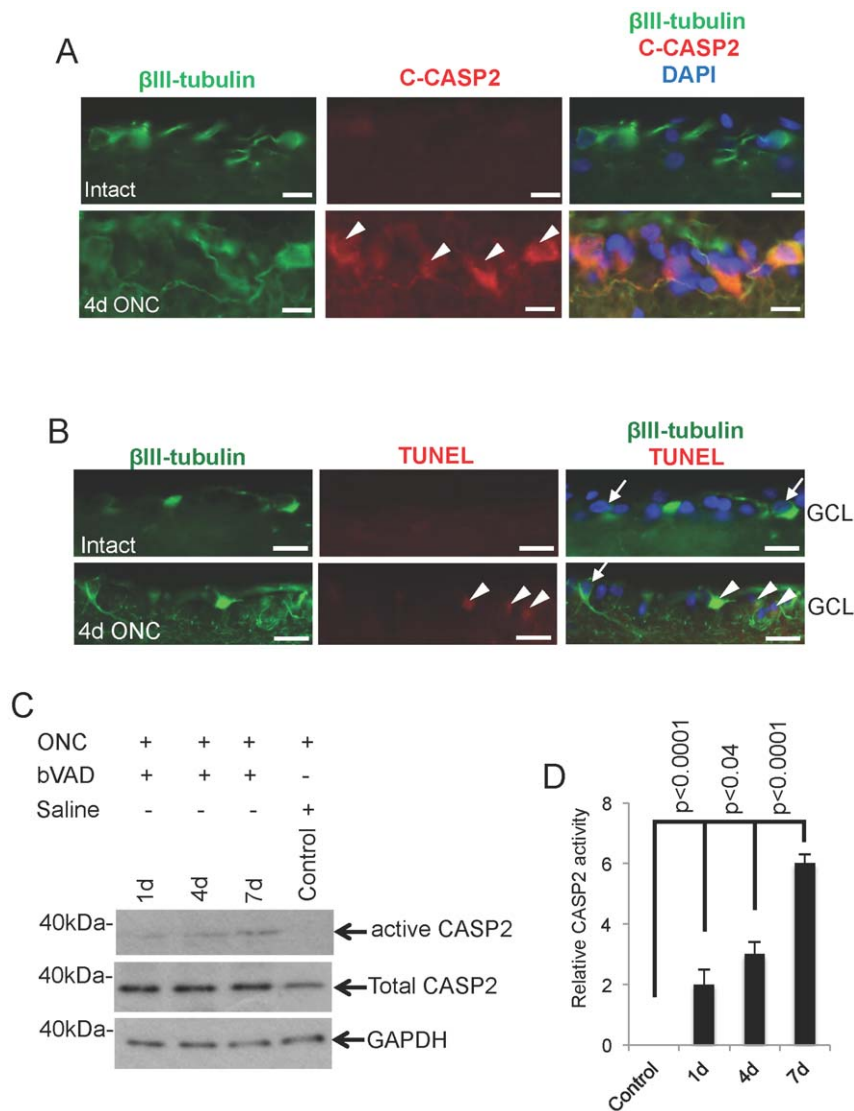 A
βIII-tubulin
C-CASP2
βIII-tubulin
C-CASP2
DAPI
Intact
4d ONC
B
βIII-tubulin
TUNEL
βIII-tubulin
TUNEL
Intact
GCL
4d ONC
GCL
C
ONC + + + +
bVAD + + + -
Saline - - - +
1d 4d 7d Control
40kDa- active CASP2
40kDa- Total CASP2
40kDa- GAPDH
D
p<0.0001 p<0.04 p<0.0001
Relative CASP2 activity
8
6
4
2
0
Control 1d 4d 7d